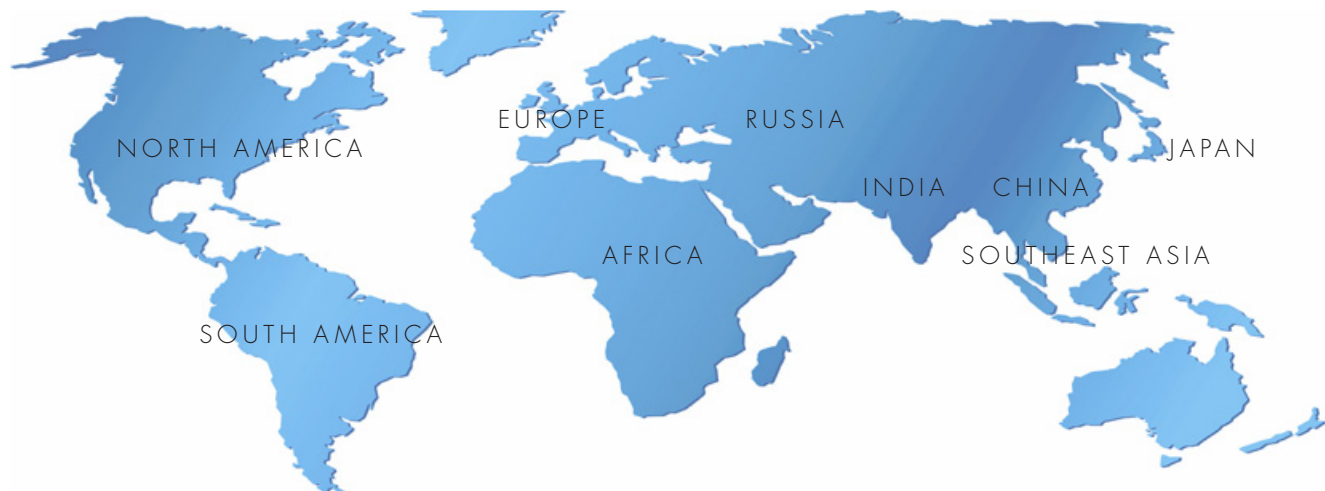 EUROPE
RUSSIA
NORTH AMERICA
JAPAN
INDIA
CHINA
AFRICA
SOUTHEAST ASIA
SOUTH AMERICA